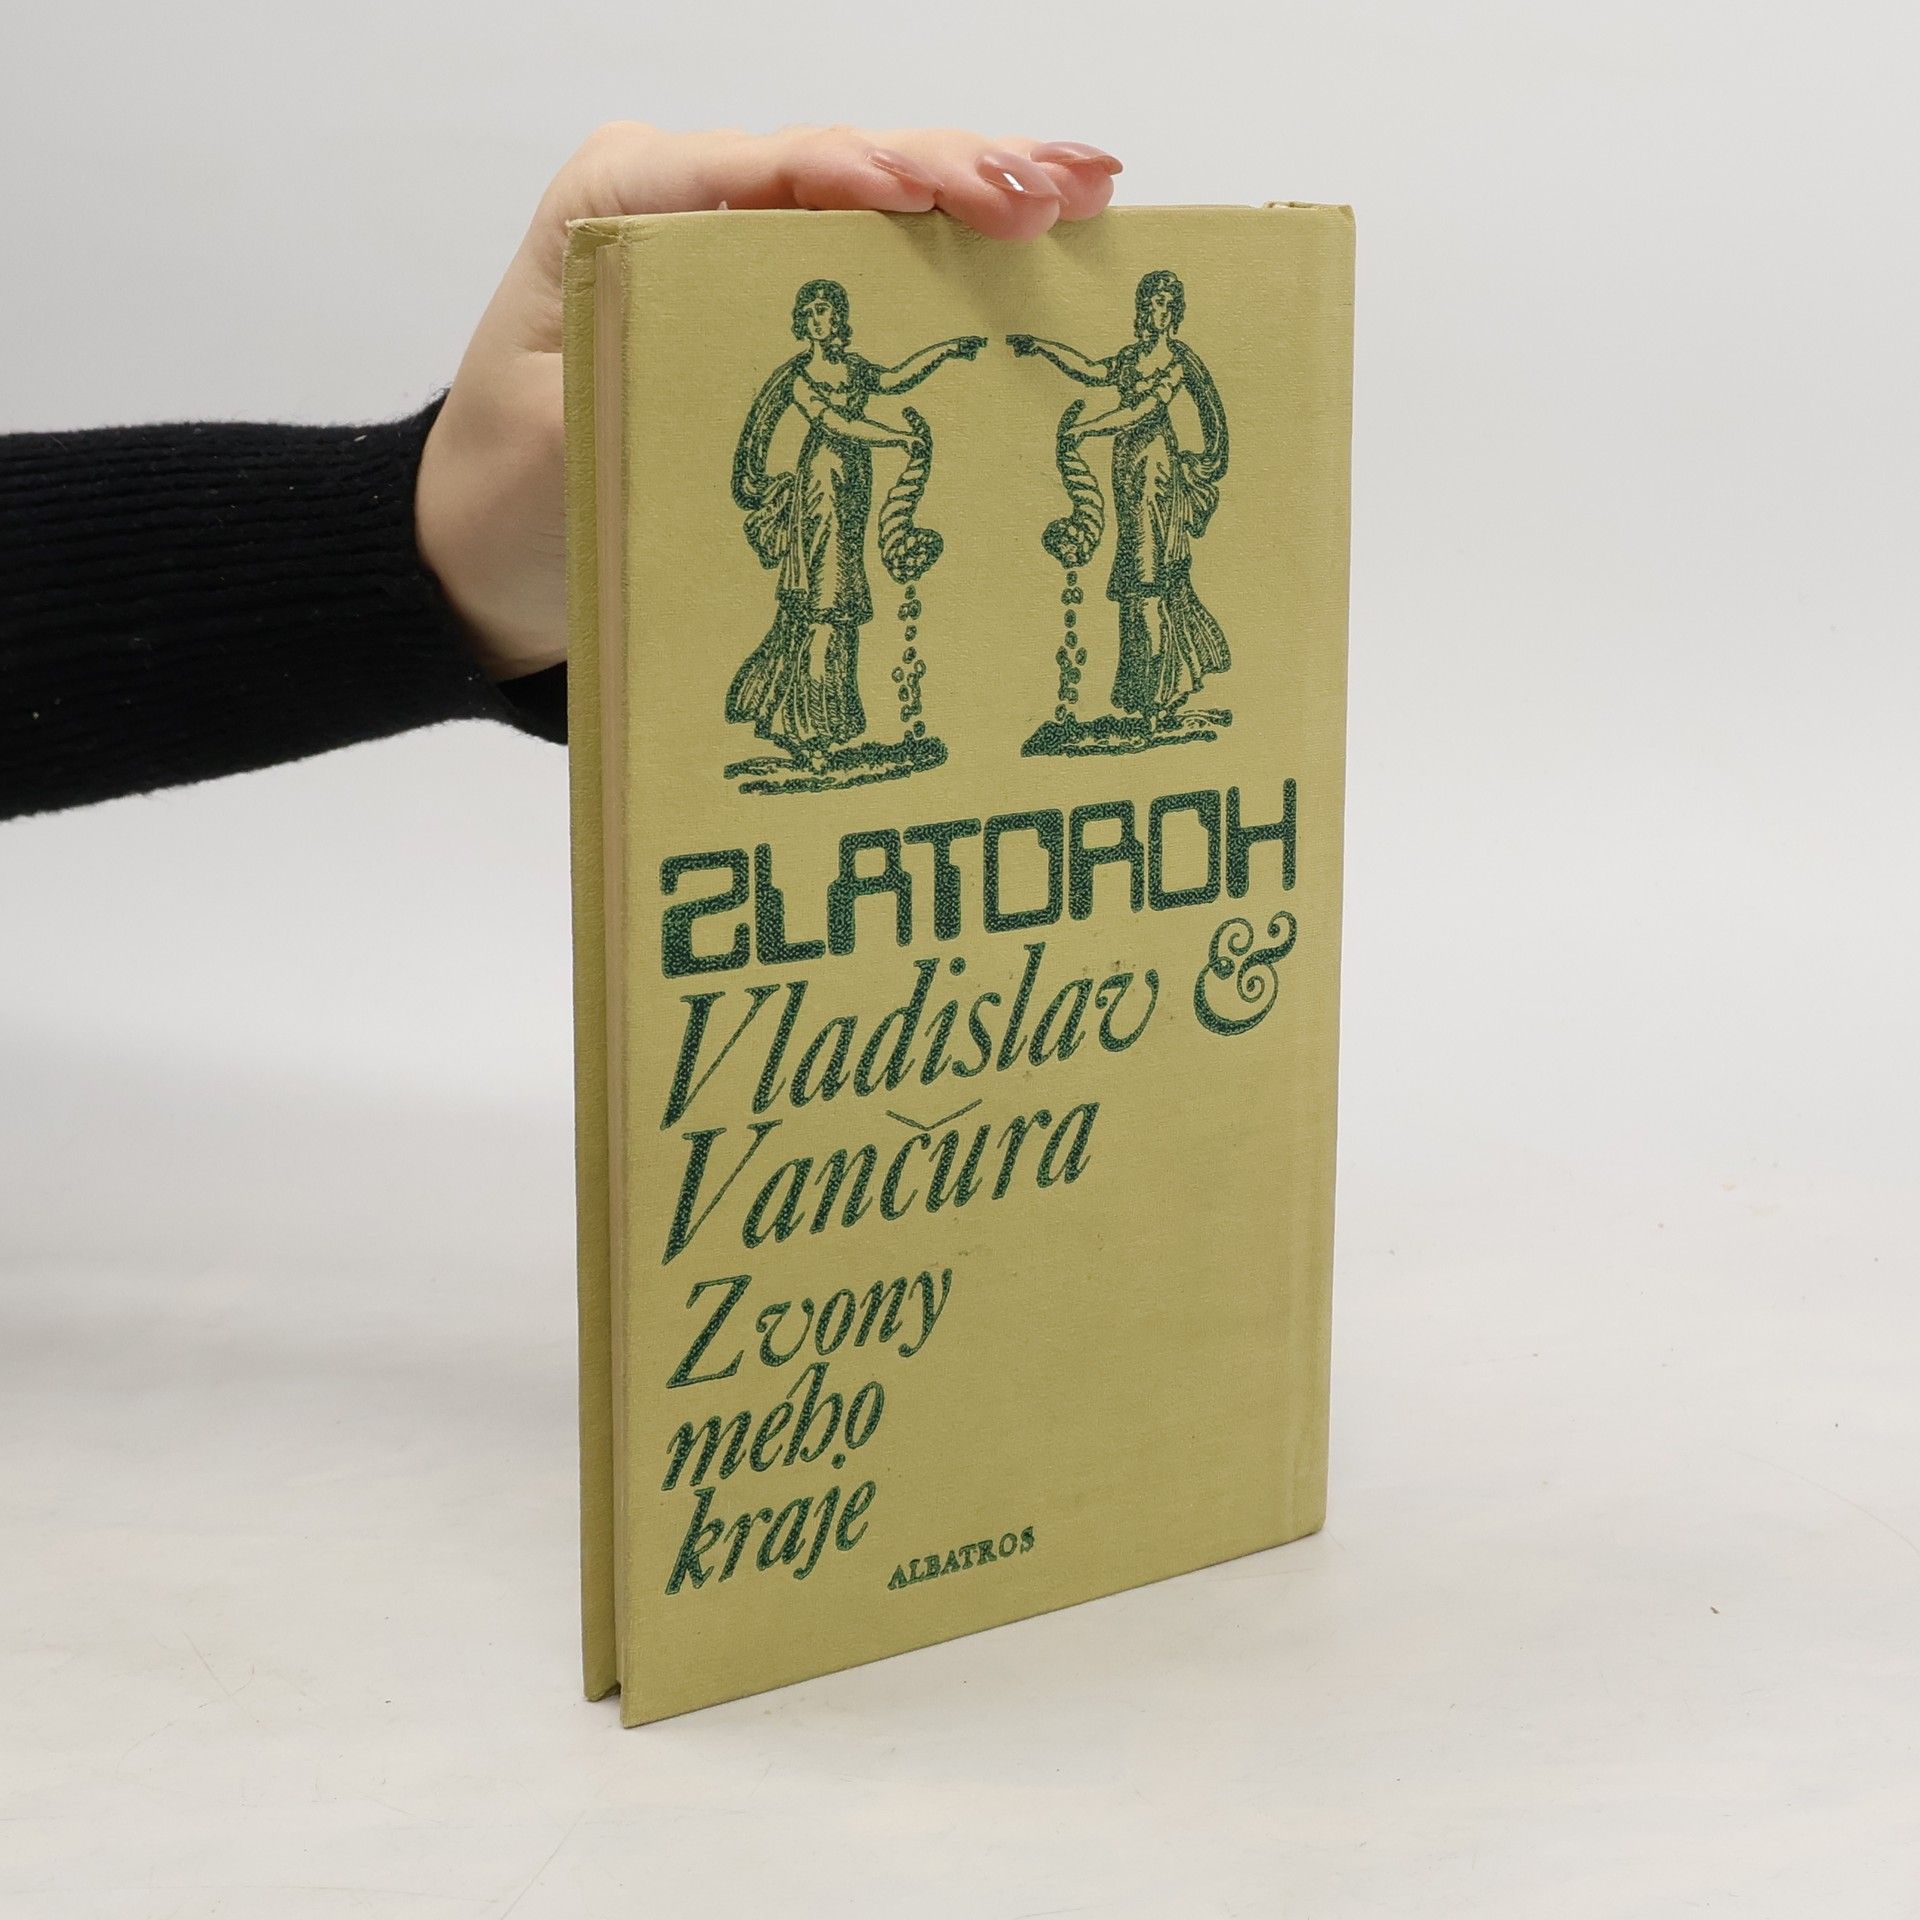 ZLATOROH
Vladislav &
Vančura
Zvony
mého
kraje
ALBATROS